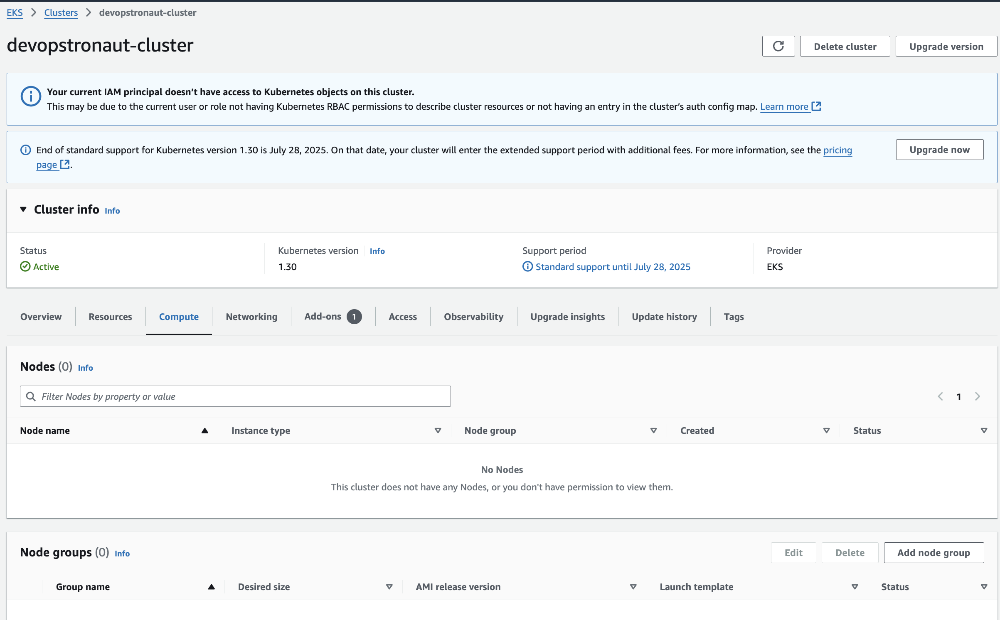 EKS > Clusters > devopstronaut-cluster
devopstronaut-cluster
Delete cluster
Upgrade version
Your current IAM principal doesn’t have access to Kubernetes objects on this cluster.
This may be due to the current user or role not having Kubernetes RBAC permissions to describe cluster resources or not having an entry in the cluster’s auth config map. Learn more
End of standard support for Kubernetes version 1.30 is July 28, 2025. On that date, your cluster will enter the extended support period with additional fees. For more information, see the pricing
page.
Upgrade now
Cluster info Info
Status
Active
Kubernetes version Info
1.30
Support period
Standard support until July 28, 2025
Provider
EKS
Overview Resources Compute Networking Add-ons 1 Access Observability Upgrade insights Update history Tags
Nodes (0) Info
Filter Nodes by property or value
1
Node name Instance type Node group Created Status
No Nodes
This cluster does not have any Nodes, or you don't have permission to view them.
Node groups (0) Info
Edit Delete Add node group
Group name Desired size AMI release version Launch template Status